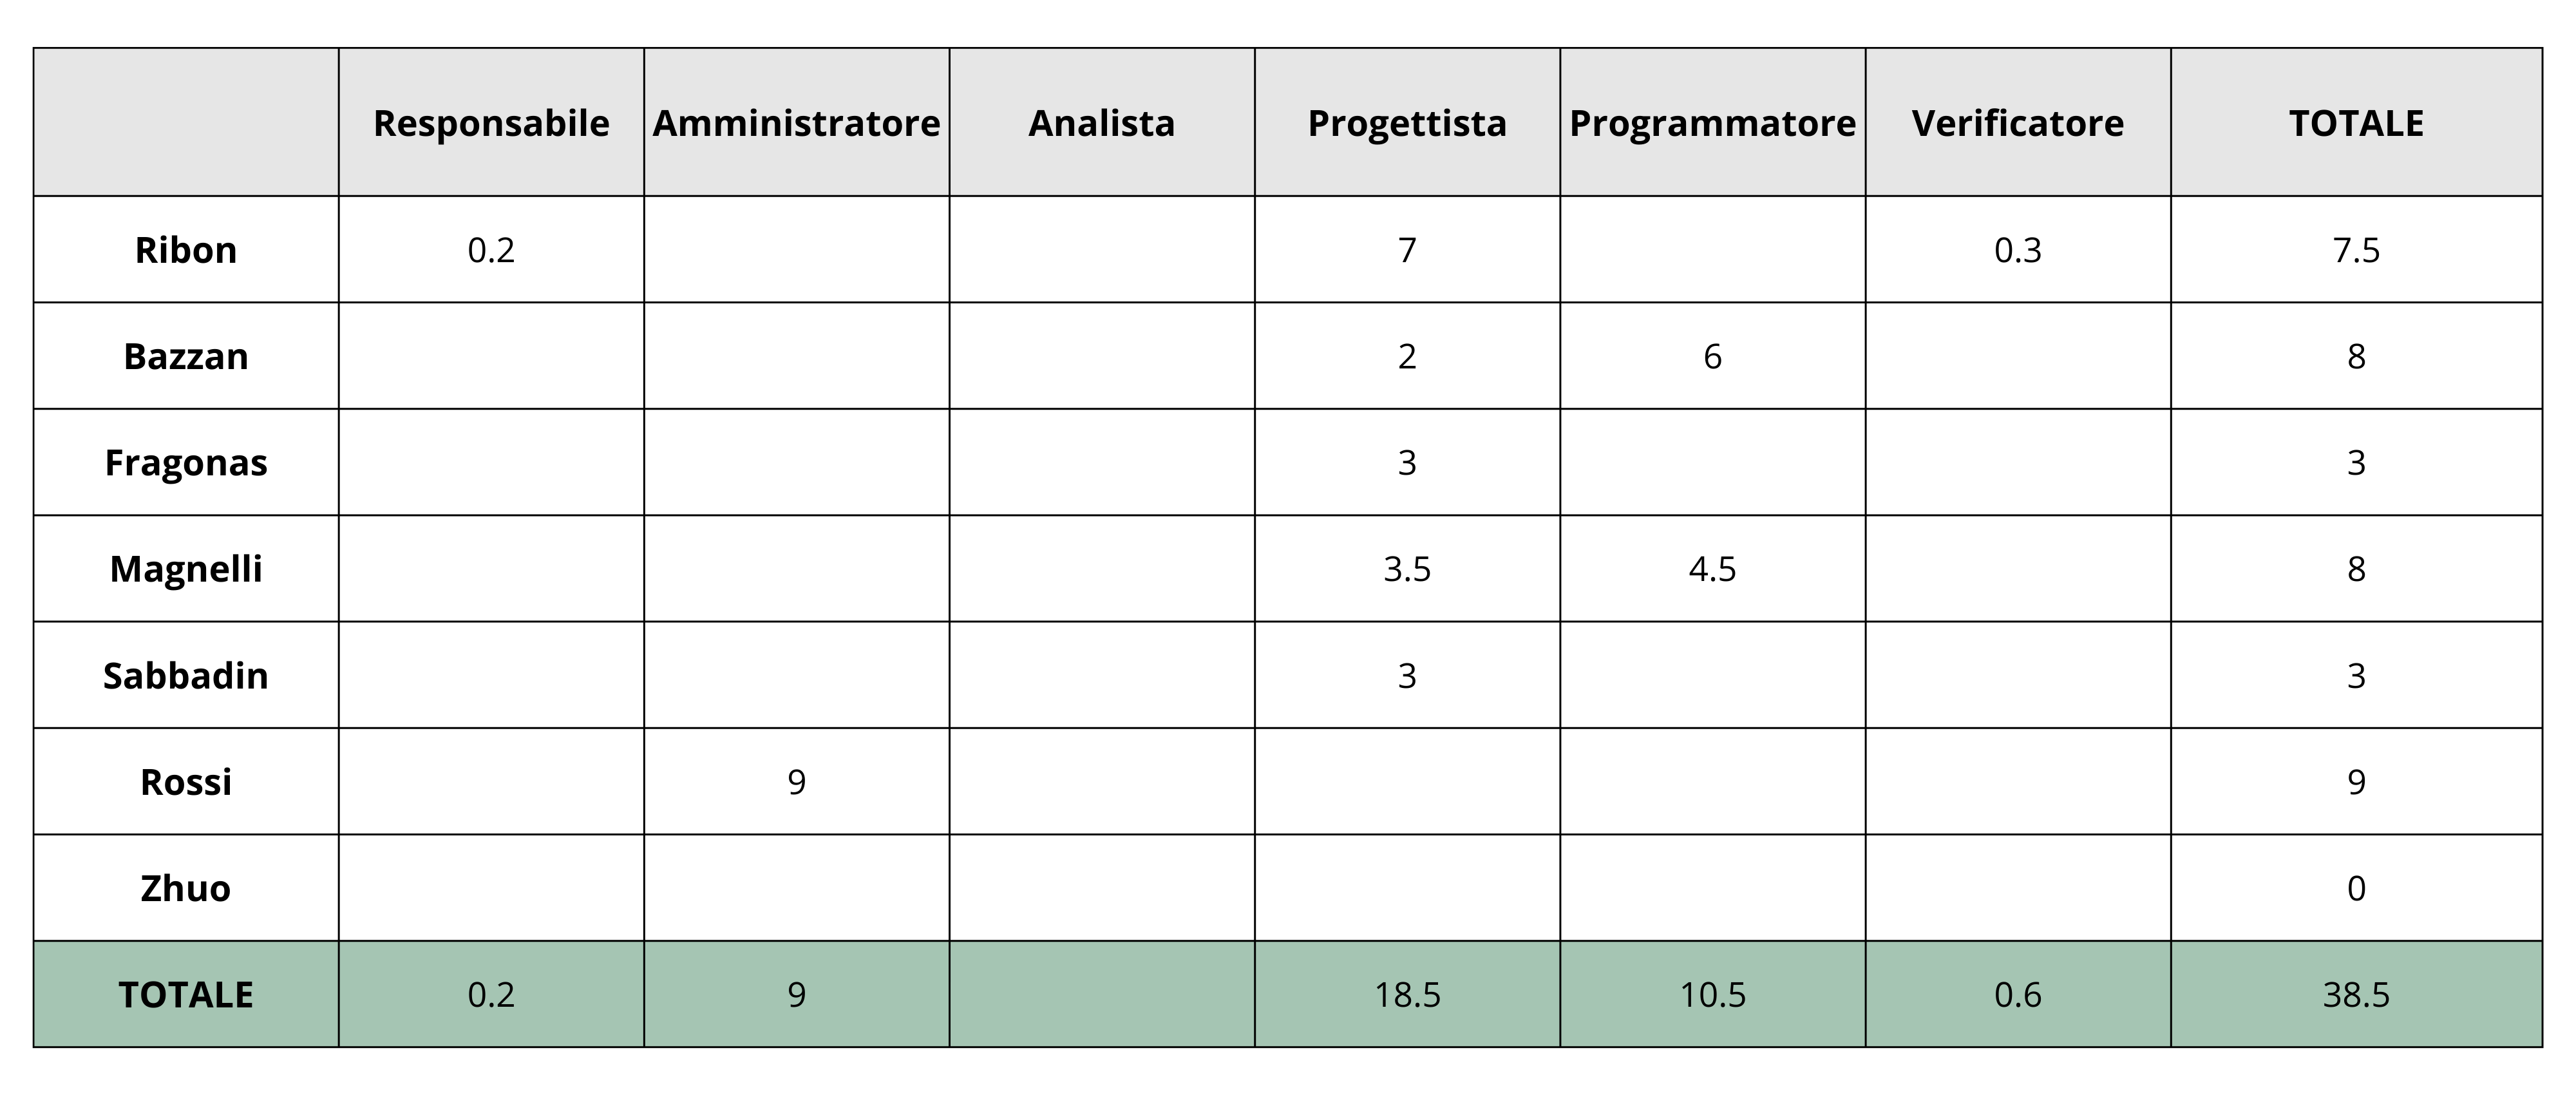 Responsabile Amministratore Analista Progettista Programmatore Verificatore TOTALE
Ribon 0.2 7 0.3 7.5
Bazzan 2 6 8
Fragonas 3 3
Magnelli 3.5 4.5 8
Sabbadin 3 3
Rossi 9 9
Zhuo 0
TOTALE 0.2 9 18.5 10.5 0.6 38.5